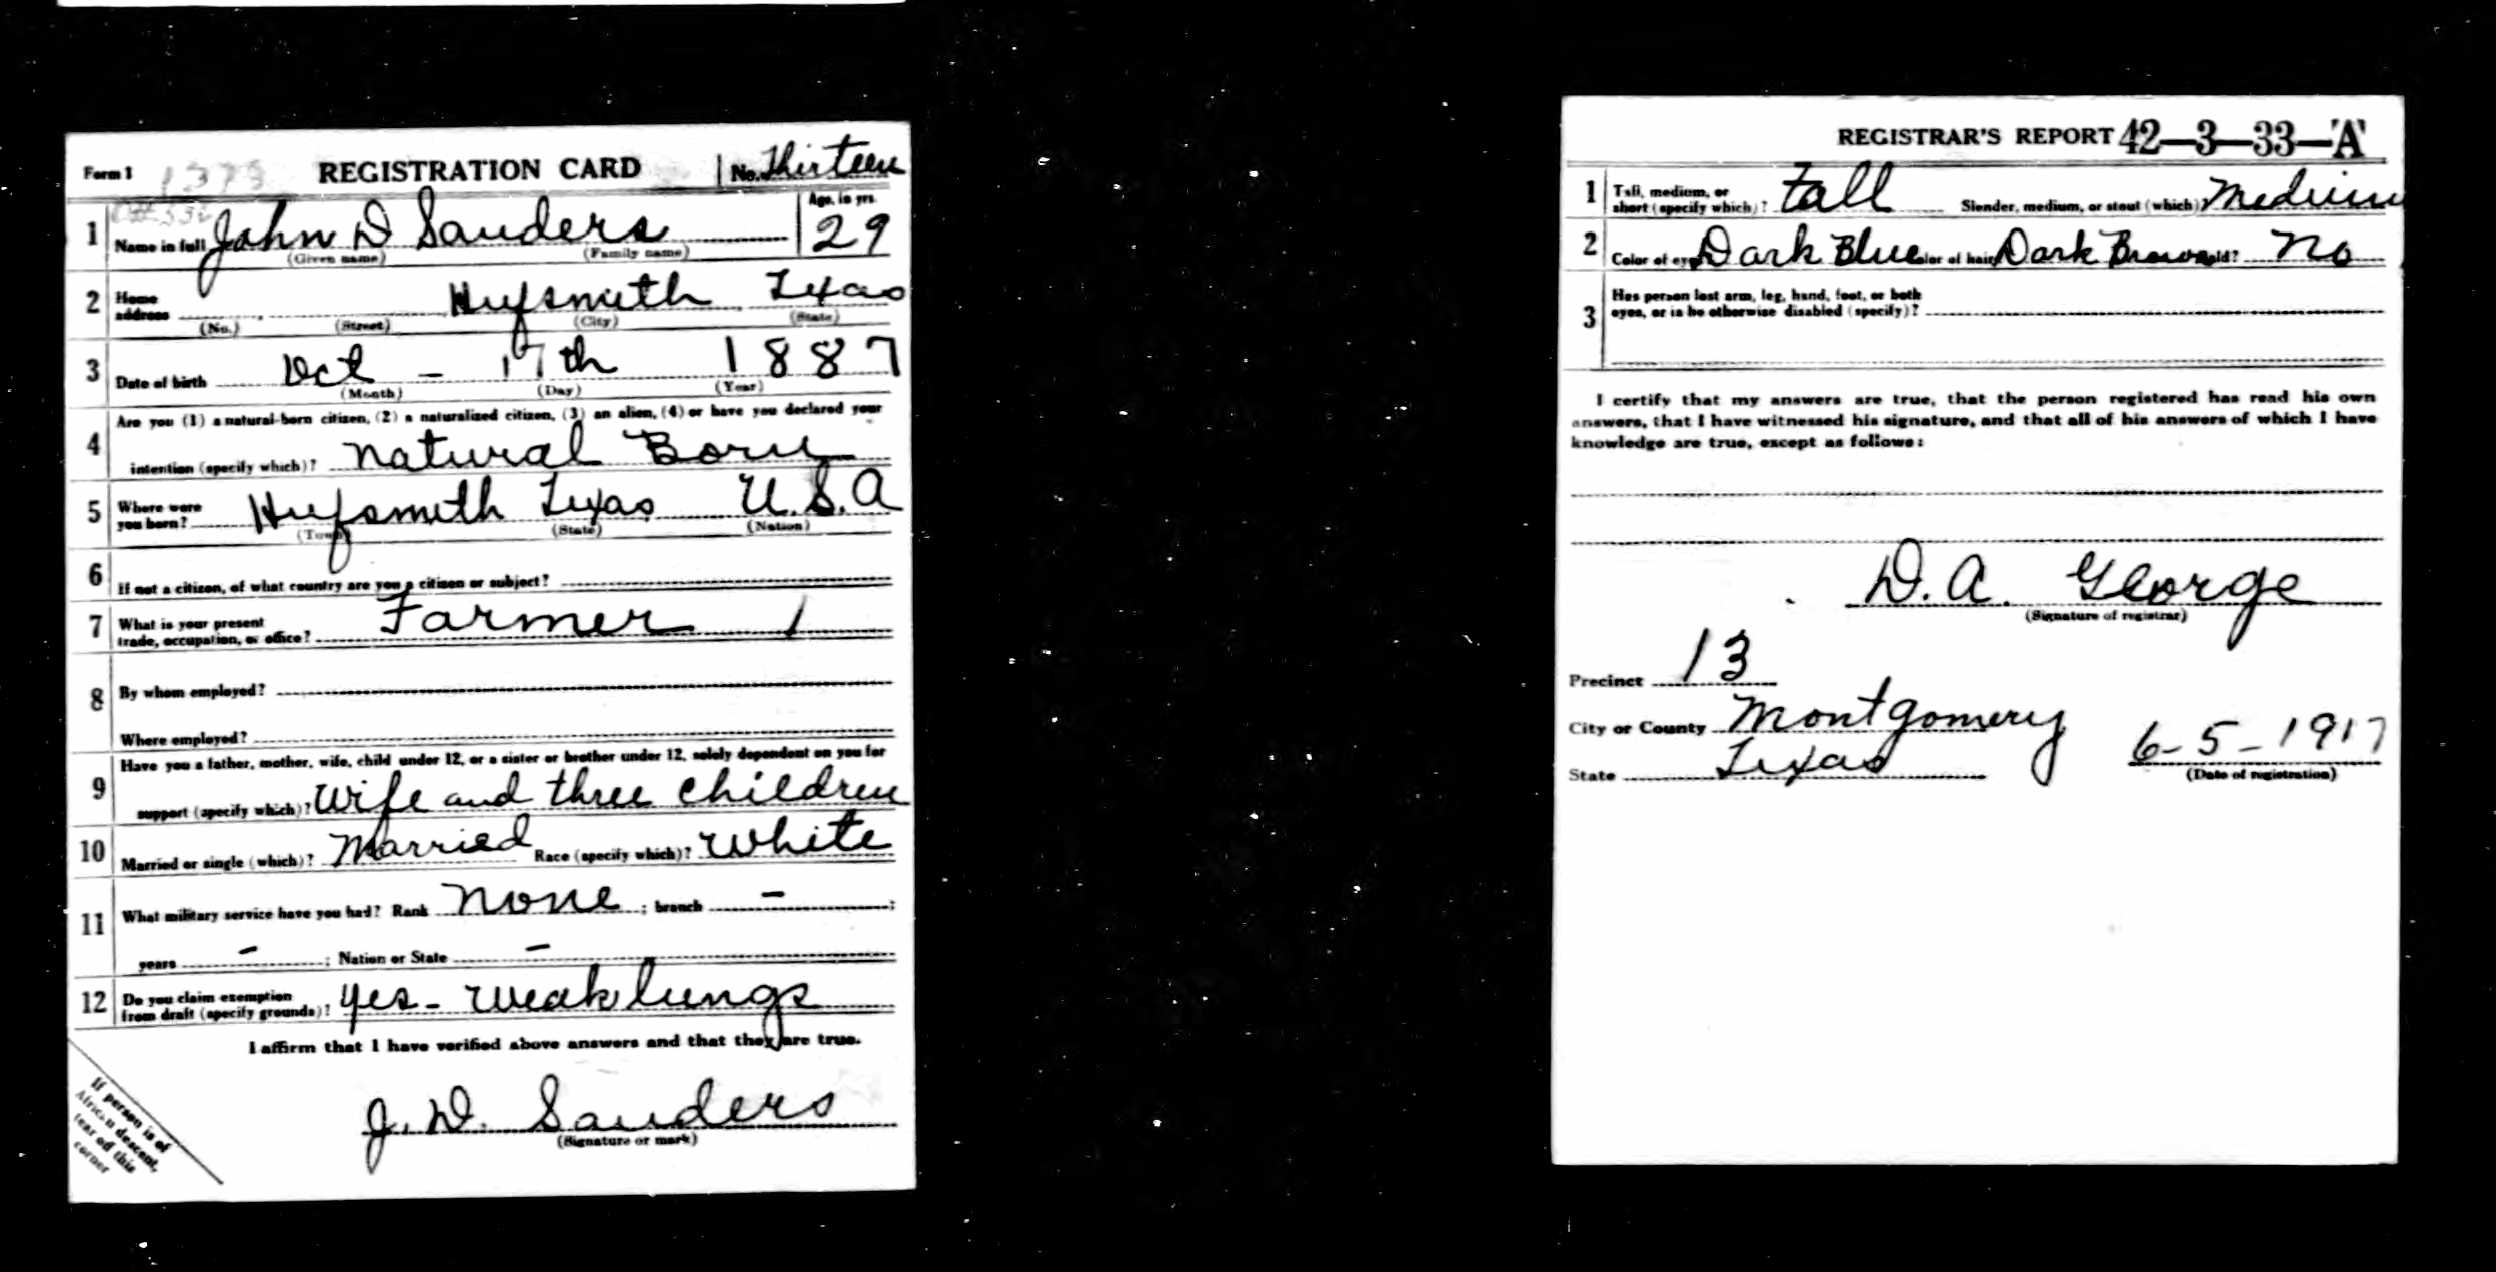 Form 1 1373 REGISTRATION CARD No. Thirteen
1 Name in full John D Sanders Age, in yrs. 29
(Given name) (Family name)
2 Home address Hufsmith Texas
(No.) (Street) (City) (State)
3 Date of birth Oct - 17th 1887
(Month) (Day) (Year)
4 Are you (1) a natural-born citizen, (2) a naturalized citizen, (3) an alien, (4) or have you declared your
intention (specify which)? Natural Born
5 Where were you born? Hufsmith Texas U.S.A
(Town) (State) (Nation)
6 If not a citizen, of what country are you a citizen or subject?
7 What is your present trade, occupation, or office? Farmer 1
8 By whom employed?
Where employed?
9 Have you a father, mother, wife, child under 12, or a sister or brother under 12, solely dependent on you for
support (specify which)? Wife and three children
10 Married or single (which)? Married Race (specify which)? White
11 What military service have you had? Rank None ; branch - ;
years - ; Nation or State -
12 Do you claim exemption from draft (specify grounds)? Yes - Weak lungs
I affirm that I have verified above answers and that they are true.
J. D. Sanders
(Signature or mark)
If person is of
African descent,
tear off this
corner
REGISTRAR'S REPORT 42-3-33-"A"
1 Tall, medium, or short (specify which)? Tall Slender, medium, or stout (which)? Medium
2 Color of eyes Dark Blue Color of hair Dark Brown Bald? No
3 Has person lost arm, leg, hand, foot, or both
eyes, or is he otherwise disabled (specify)?
I certify that my answers are true, that the person registered has read his own
answers, that I have witnessed his signature, and that all of his answers of which I have
knowledge are true, except as follows:
D. A. George
(Signature of registrar)
Precinct 13
City or County Montgomery
State Texas 6-5-1917
(Date of registration)